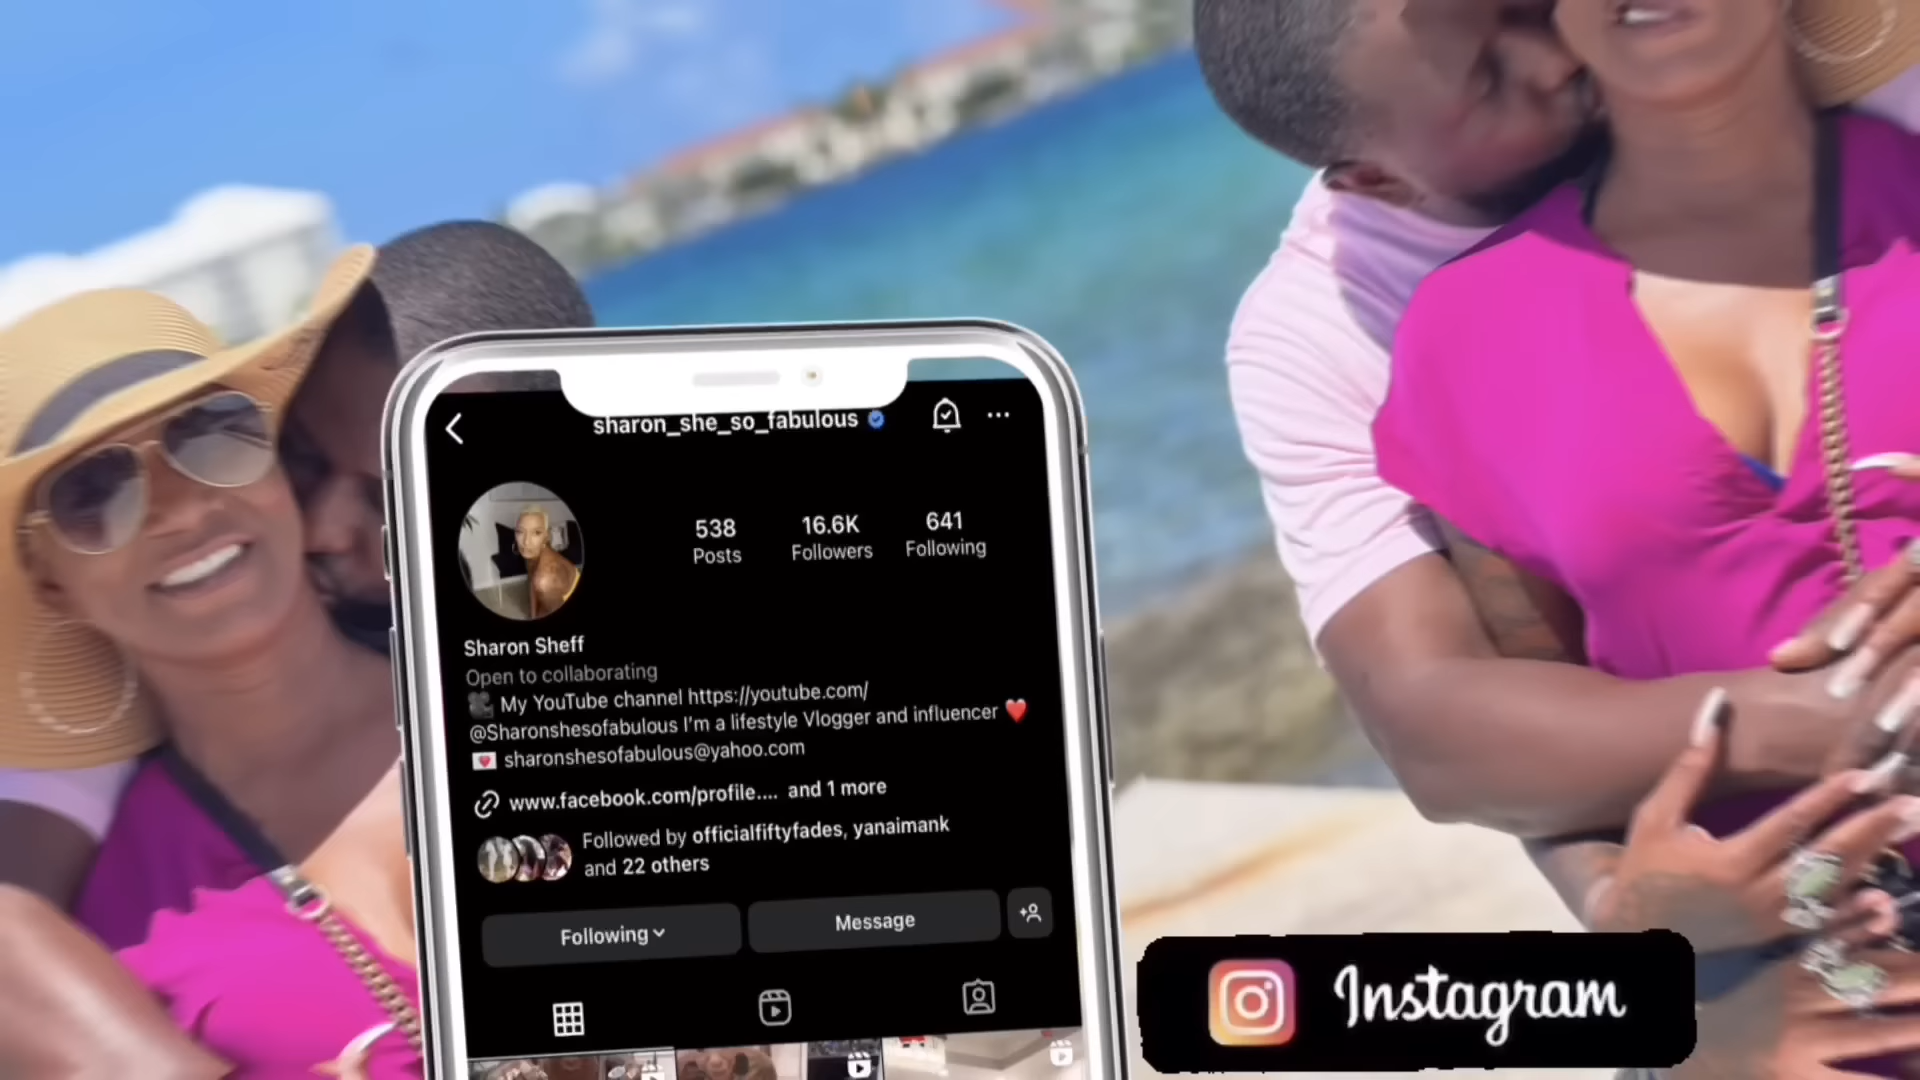 sharon_she_so_fabulous
538
Posts
16.6K
Followers
641
Following
Sharon Sheff
Open to collaborating
My YouTube channel https://youtube.com/
@Sharonshesofabulous I'm a lifestyle Vlogger and influencer ❤️
💌 sharonshesofabulous@yahoo.com
www.facebook.com/profile.... and 1 more
Followed by officialfiftyfades, yanaimank
and 22 others
Following
Message
Instagram